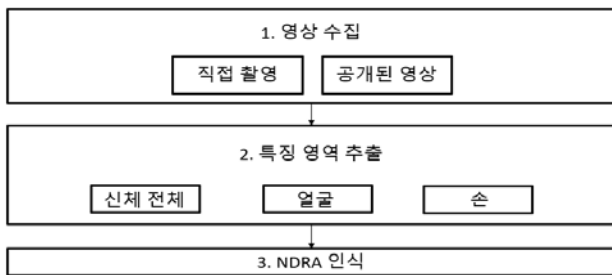 1. 영상 수집
직접 촬영 공개된 영상
2. 특징 영역 추출
신체 전체 얼굴 손
3. NDRA 인식